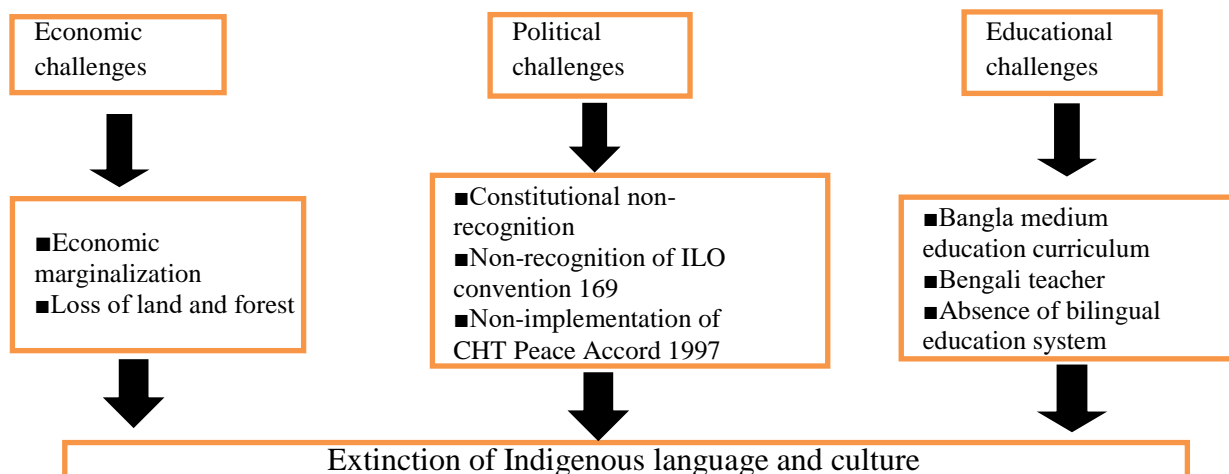 Economic
challenges
Political
challenges
Educational
challenges
■Economic
marginalization
■Loss of land and forest
■Constitutional non-
recognition
■Non-recognition of ILO
convention 169
■Non-implementation of
CHT Peace Accord 1997
■Bangla medium
education curriculum
■Bengali teacher
■Absence of bilingual
education system
Extinction of Indigenous language and culture